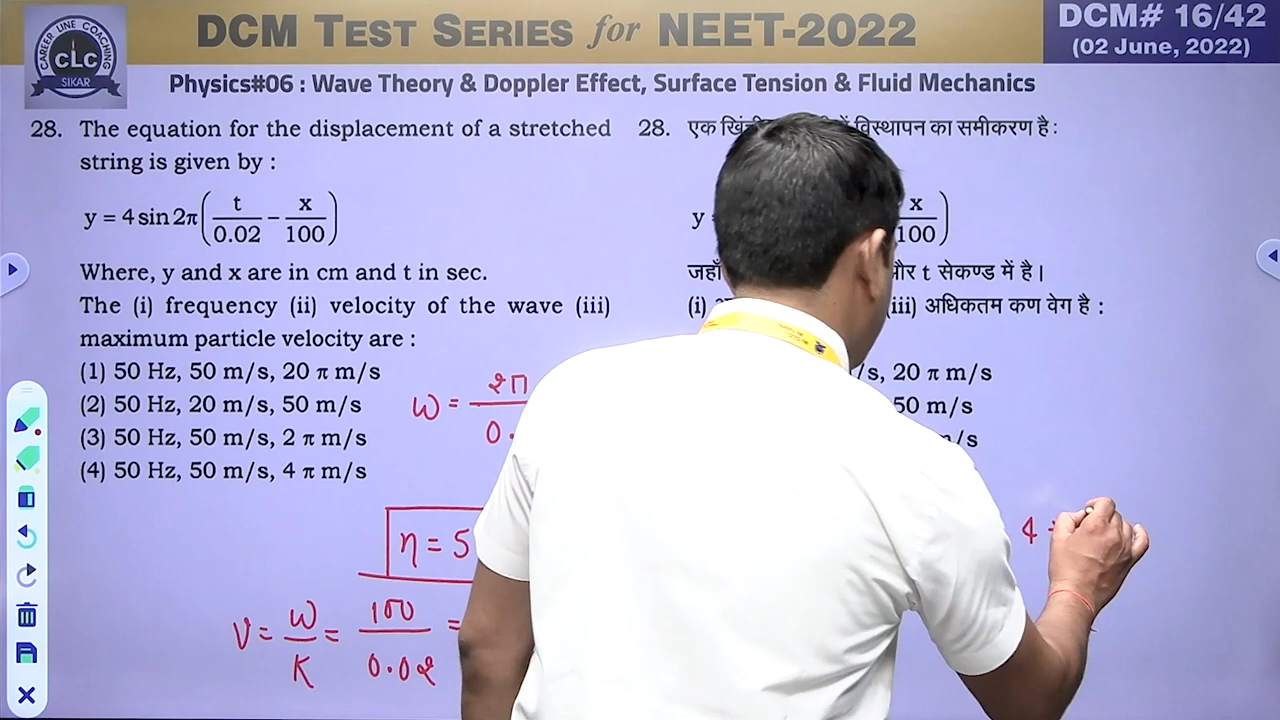 CAREER LINE COACHING
CLC
SIKAR
DCM TEST SERIES for NEET-2022
DCM# 16/42
(02 June, 2022)
Physics#06 : Wave Theory & Doppler Effect, Surface Tension & Fluid Mechanics
28. The equation for the displacement of a stretched
string is given by :
y = 4 sin 2π(t/0.02 − x/100)
Where, y and x are in cm and t in sec.
The (i) frequency (ii) velocity of the wave (iii)
maximum particle velocity are :
(1) 50 Hz, 50 m/s, 20 π m/s
(2) 50 Hz, 20 m/s, 50 m/s
(3) 50 Hz, 50 m/s, 2 π m/s
(4) 50 Hz, 50 m/s, 4 π m/s
28. एक विस्थापन का समीकरण है :
y x/100)
जहाँ और t सेकण्ड में है।
(i) (iii) अधिकतम कण वेग है :
/s, 20 π m/s
50 m/s
/s
ω = 2π
0.
n = 5
v = ω/K = 100/0.02 =
4